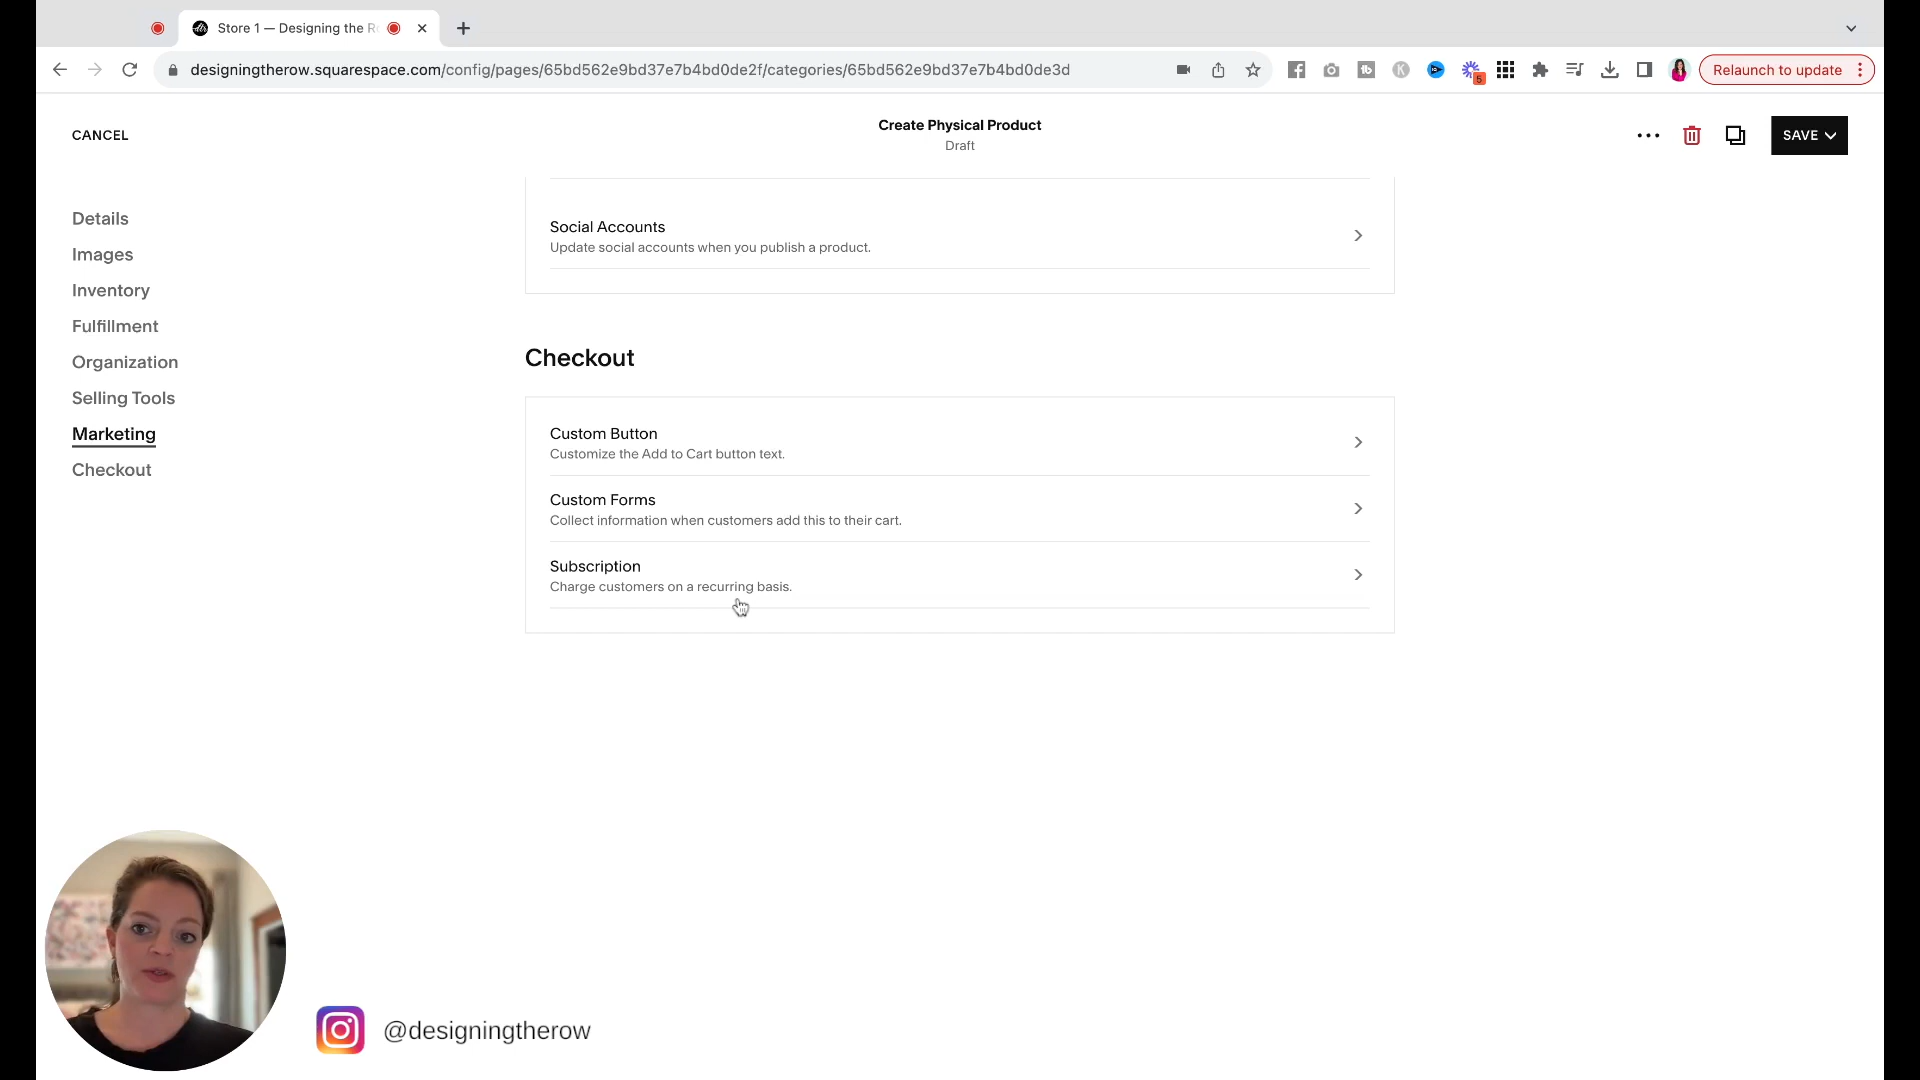 Store 1 — Designing the R
designingtherow.squarespace.com/config/pages/65bd562e9bd37e7b4bd0de2f/categories/65bd562e9bd37e7b4bd0de3d
tb
K
5
Relaunch to update
CANCEL
Create Physical Product
Draft
SAVE
Details
Images
Inventory
Fulfillment
Organization
Selling Tools
Marketing
Checkout
Social Accounts
Update social accounts when you publish a product.
Checkout
Custom Button
Customize the Add to Cart button text.
Custom Forms
Collect information when customers add this to their cart.
Subscription
Charge customers on a recurring basis.
@designingtherow